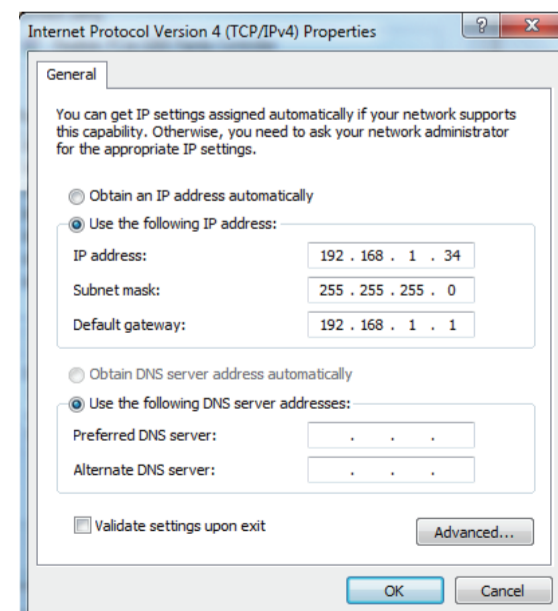 Internet Protocol Version 4 (TCP/IPv4) Properties
General
You can get IP settings assigned automatically if your network supports
this capability. Otherwise, you need to ask your network administrator
for the appropriate IP settings.
Obtain an IP address automatically
Use the following IP address:
IP address: 192 . 168 . 1 . 34
Subnet mask: 255 . 255 . 255 . 0
Default gateway: 192 . 168 . 1 . 1
Obtain DNS server address automatically
Use the following DNS server addresses:
Preferred DNS server: . . .
Alternate DNS server: . . .
Validate settings upon exit
Advanced...
OK Cancel